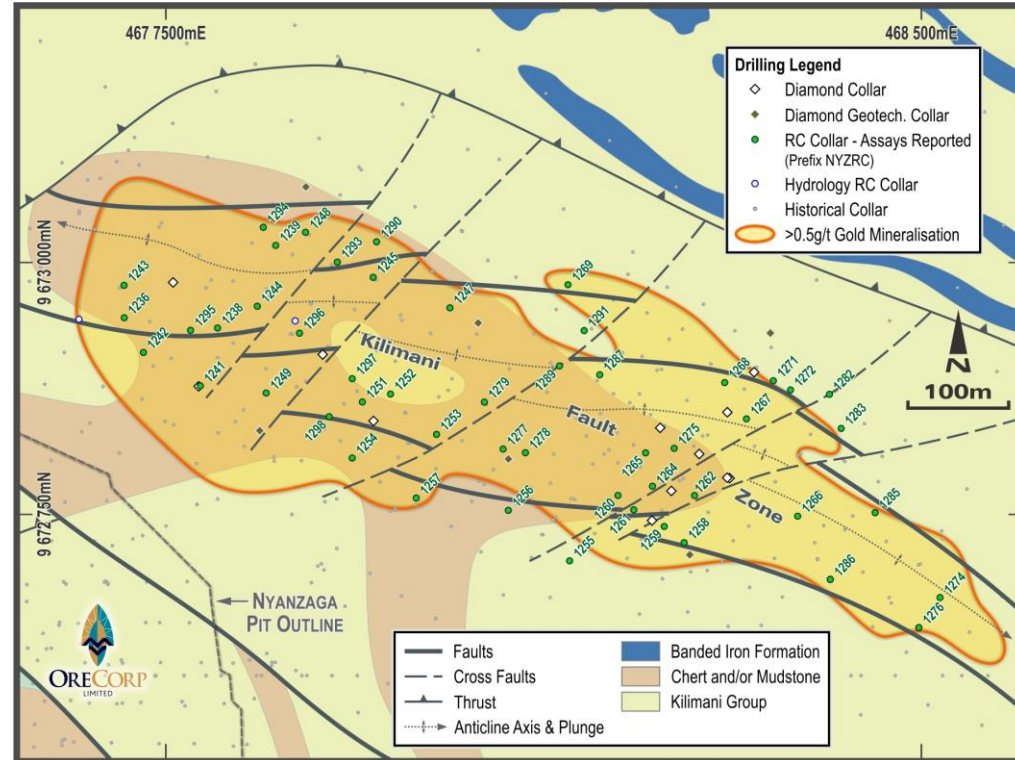 467 7500mE
468 500mE
9 673 000mN
9 672 750mN
Drilling Legend
Diamond Collar
Diamond Geotech. Collar
RC Collar - Assays Reported
(Prefix NYZRC)
Hydrology RC Collar
Historical Collar
>0.5g/t Gold Mineralisation
N
100m
1294
1239
1248
1293
1290
1245
1243
1236
1295
1238
1244
1296
1242
1241
1249
1247
1269
1291
1287
1289
1297
1251
1252
1279
1298
1254
1253
1277
1278
1257
1256
1255
1268
1271
1272
1282
1267
1283
1275
1265
1264
1262
1260
1261
1259
1258
1266
1285
1286
1274
1276
Kilimani
Fault
Zone
NYANZAGA
PIT OUTLINE
ORECORP
LIMITED
Faults
Cross Faults
Thrust
Anticline Axis & Plunge
Banded Iron Formation
Chert and/or Mudstone
Kilimani Group